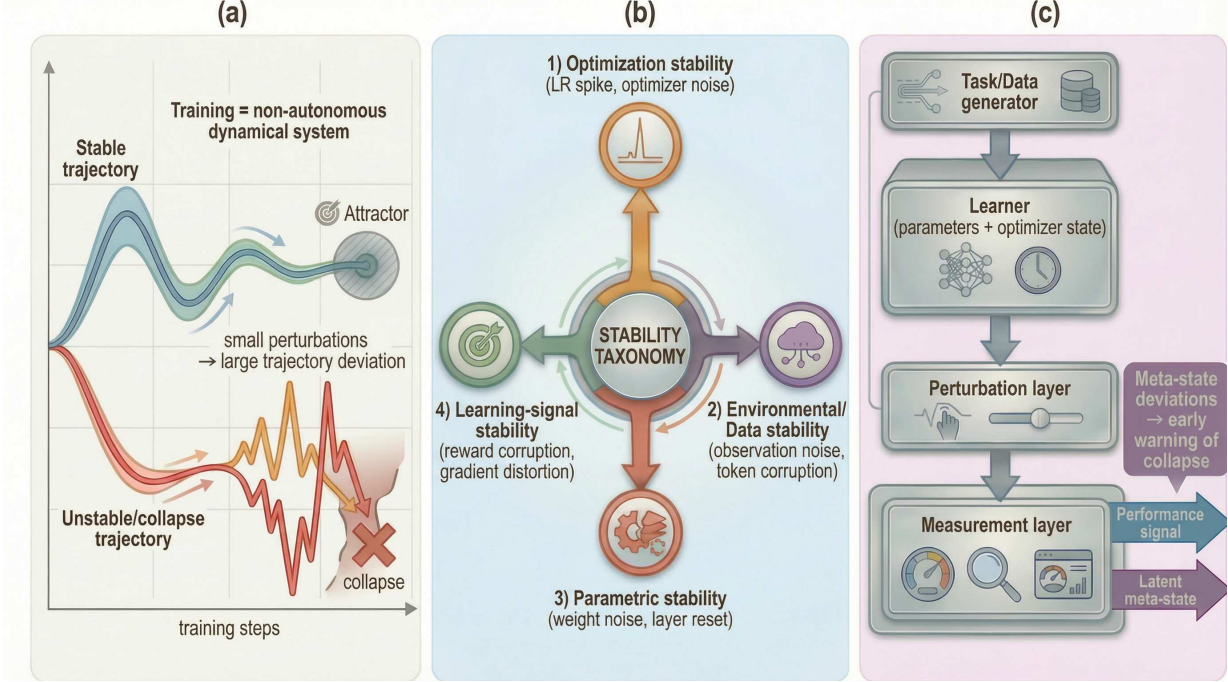 (a)
Training = non-autonomous
dynamical system
Stable
trajectory
Attractor
small perturbations
→ large trajectory deviation
Unstable/collapse
trajectory
collapse
training steps
(b)
1) Optimization stability
(LR spike, optimizer noise)
STABILITY
TAXONOMY
4) Learning-signal
stability
(reward corruption,
gradient distortion)
2) Environmental/
Data stability
(observation noise,
token corruption)
3) Parametric stability
(weight noise, layer reset)
(c)
Task/Data
generator
Learner
(parameters + optimizer state)
Perturbation layer
Meta-state
deviations
→ early
warning of
collapse
Measurement layer
Performance
signal
Latent
meta-state